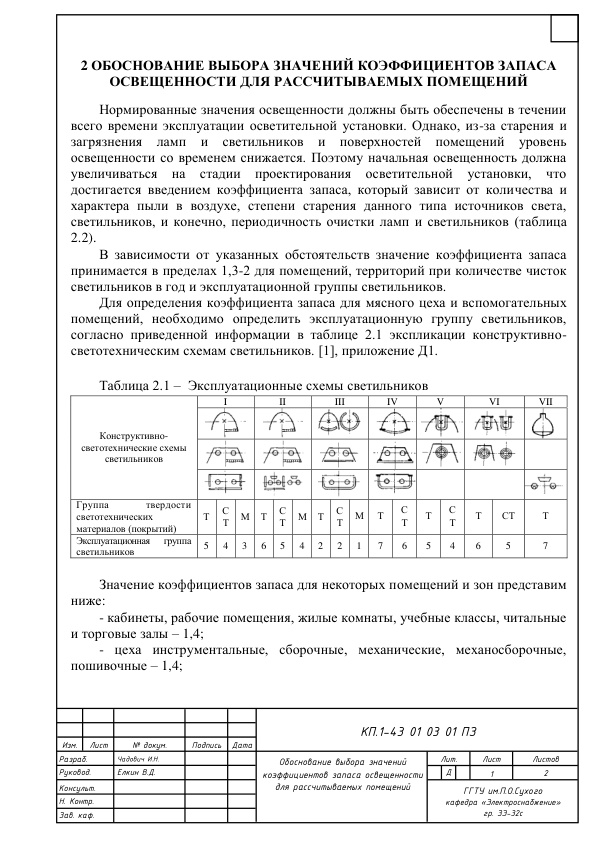 2 ОБОСНОВАНИЕ ВЫБОРА ЗНАЧЕНИЙ КОЭФФИЦИЕНТОВ ЗАПАСА
ОСВЕЩЕННОСТИ ДЛЯ РАССЧИТЫВАЕМЫХ ПОМЕЩЕНИЙ
Нормированные значения освещенности должны быть обеспечены в течении
всего времени эксплуатации осветительной установки. Однако, из-за старения и
загрязнения ламп и светильников и поверхностей помещений уровень
освещенности со временем снижается. Поэтому начальная освещенность должна
увеличиваться на стадии проектирования осветительной установки, что
достигается введением коэффициента запаса, который зависит от количества и
характера пыли в воздухе, степени старения данного типа источников света,
светильников, и конечно, периодичность очистки ламп и светильников (таблица
2.2).
В зависимости от указанных обстоятельств значение коэффициента запаса
принимается в пределах 1,3-2 для помещений, территорий при количестве чисток
светильников в год и эксплуатационной группы светильников.
Для определения коэффициента запаса для мясного цеха и вспомогательных
помещений, необходимо определить эксплуатационную группу светильников,
согласно приведенной информации в таблице 2.1 экспликации конструктивно-
светотехническим схемам светильников. [1], приложение Д1.
Таблица 2.1 – Эксплуатационные схемы светильников
I II III IV V VI VII
Конструктивно-
светотехнические схемы
светильников
Группа твердости
светотехнических
материалов (покрытий)
Т СТ М Т СТ М Т СТ М Т СТ Т СТ Т СТ Т
Эксплуатационная группа
светильников
5 4 3 6 5 4 2 2 1 7 6 5 4 6 5 7
Значение коэффициентов запаса для некоторых помещений и зон представим
ниже:
- кабинеты, рабочие помещения, жилые комнаты, учебные классы, читальные
и торговые залы – 1,4;
- цеха инструментальные, сборочные, механические, механосборочные,
пошивочные – 1,4;
КП.1-43 01 03 01 ПЗ
Изм. Лист № докум. Подпись Дата
Разраб. Чадович И.Н.
Руковод. Елкин В.Д.
Консульт.
Н. Контр.
Зав. каф.
Обоснование выбора значений
коэффициентов запаса освещенности
для рассчитываемых помещений
Лит. Лист Листов
Д 1 2
ГГТУ им.П.О.Сухого
кафедра «Электроснабжение»
гр. ЗЭ-32с